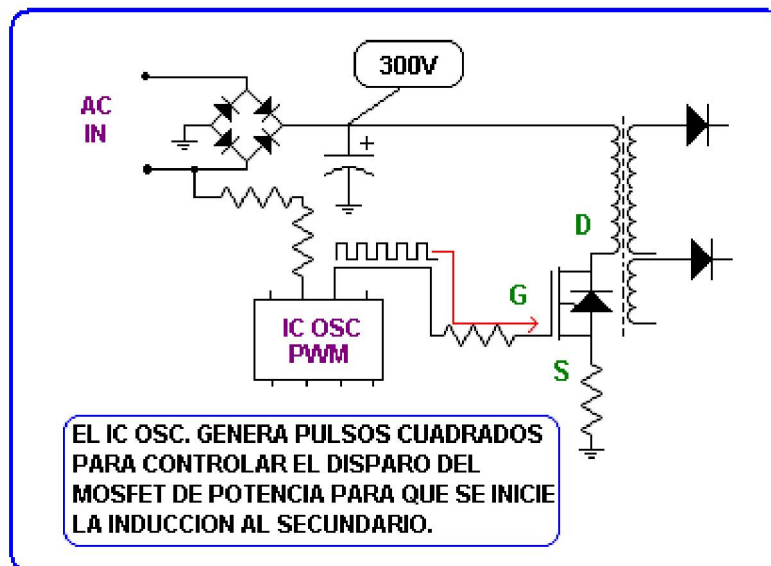 300V
AC
IN
+
D
G
IC OSC
PWM
S
EL IC OSC. GENERA PULSOS CUADRADOS
PARA CONTROLAR EL DISPARO DEL
MOSFET DE POTENCIA PARA QUE SE INICIE
LA INDUCCION AL SECUNDARIO.